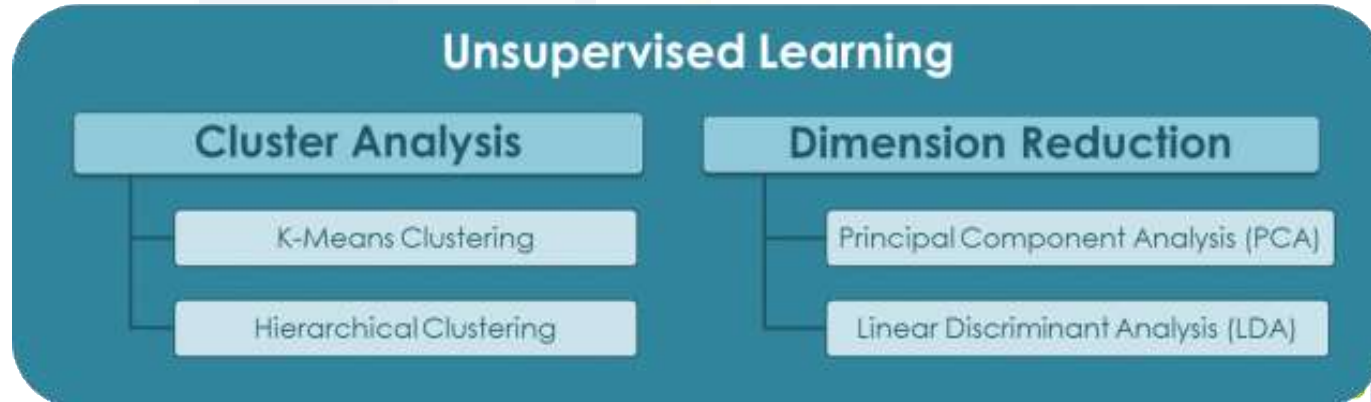 Unsupervised Learning
Cluster Analysis
K-Means Clustering
Hierarchical Clustering
Dimension Reduction
Principal Component Analysis (PCA)
Linear Discriminant Analysis (LDA)